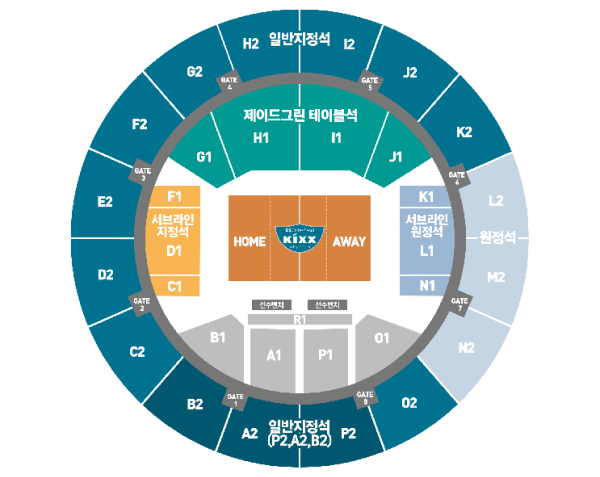 H2
일반지정석
I2
G2
J2
GATE
4
GATE
5
F2
K2
제이드그린 테이블석
H1
I1
G1
J1
GATE
3
GATE
6
E2
F1
K1
L2
서브라인
지정석
서브라인
원정석
원정석
HOME
KIXX
AWAY
D1
L1
D2
C1
N1
M2
GATE
2
GATE
7
선수벤치
선수벤치
R1
B1
A1
P1
O1
C2
N2
GATE
1
GATE
8
B2
O2
A2
일반지정석
P2
(P2,A2,B2)